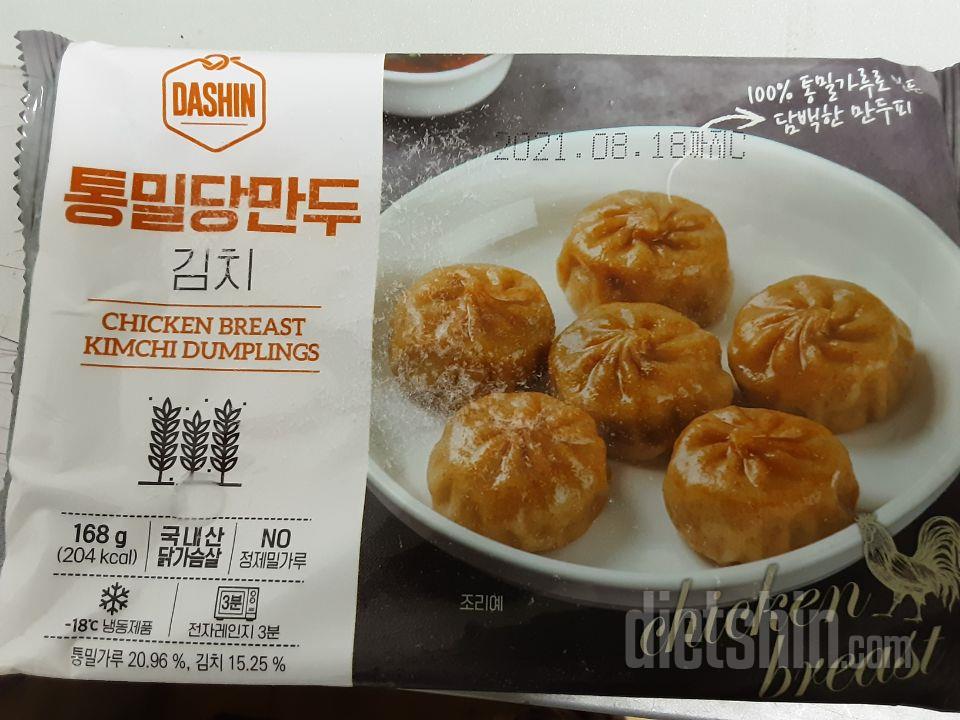 DASHIN
통밀당만두
김치
CHICKEN BREAST
KIMCHI DUMPLINGS
168 g
(204 kcal)
국내산
닭가슴살
NO
정제밀가루
-18℃ 냉동제품
3분
전자레인지 3분
통밀가루 20.96 %, 김치 15.25 %
100% 통밀가루로
담백한 만두피
2021.08.18까지C
조리예
chicken
breast
dietshin.com